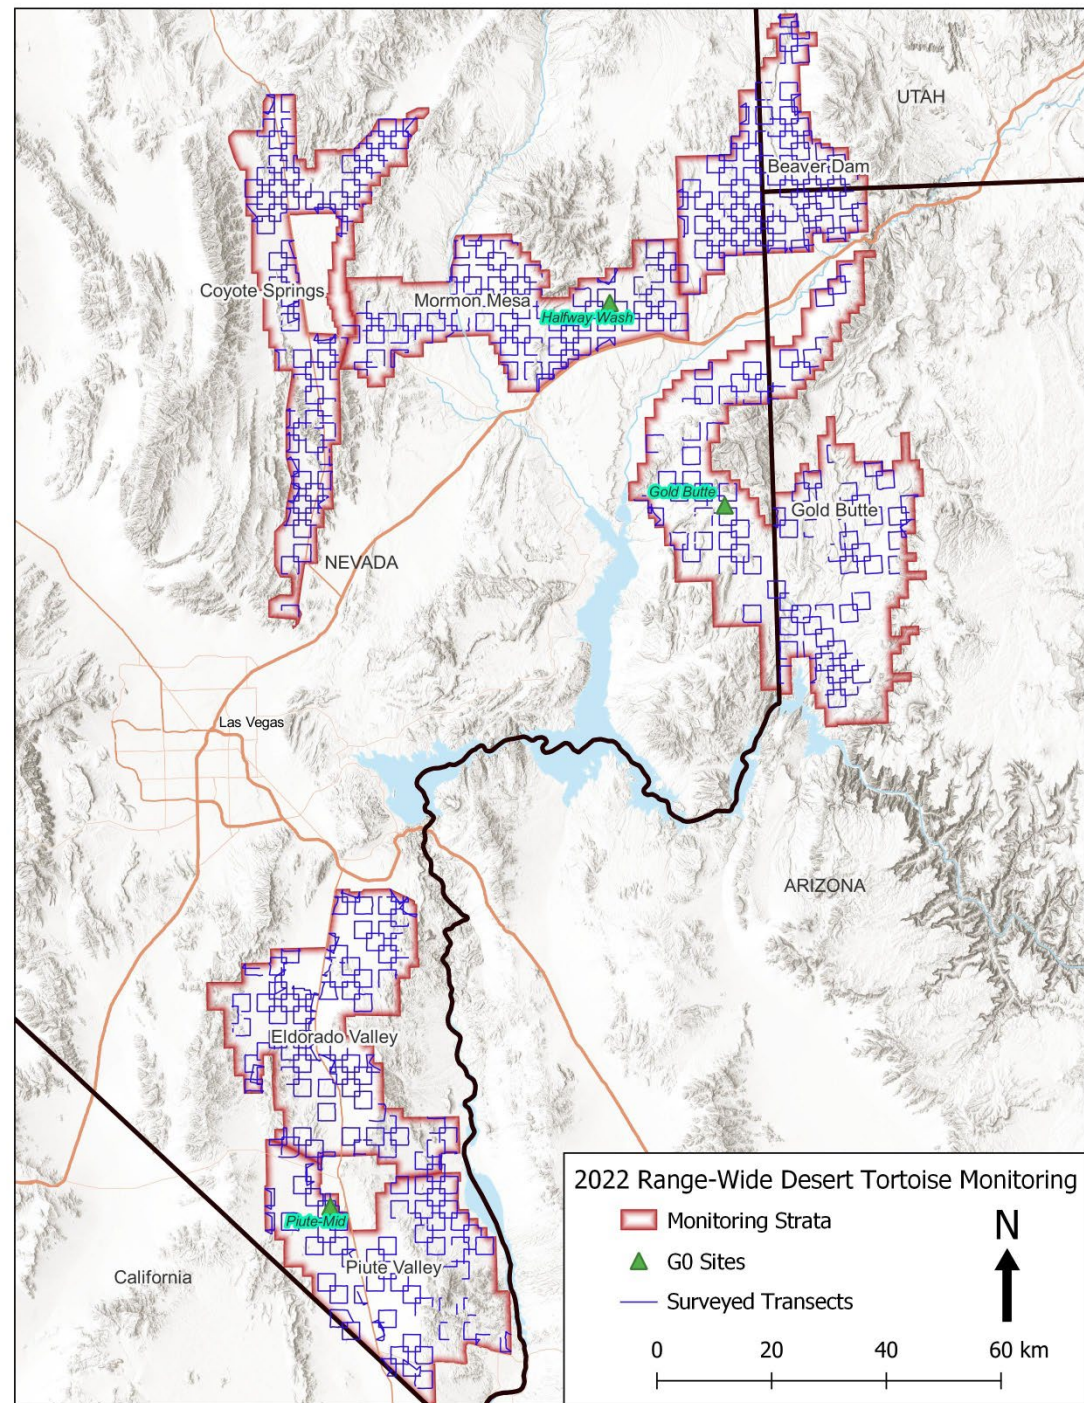 UTAH
Beaver Dam
Coyote Springs
Mormon Mesa
Halfway-Wash
Gold Butte
Gold Butte
NEVADA
Las Vegas
ARIZONA
Eldorado Valley
Piute-Mid
Piute Valley
California
2022 Range-Wide Desert Tortoise Monitoring
Monitoring Strata
G0 Sites
Surveyed Transects
N
0 20 40 60 km